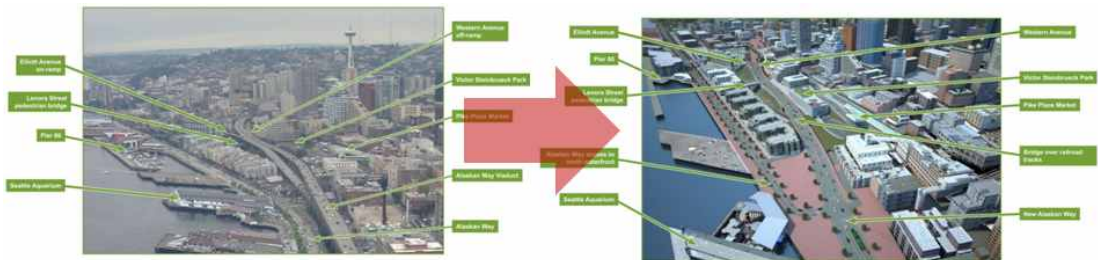 Western Avenue
off-ramp
Elliott Avenue
on-ramp
Victor Steinbrueck Park
Lenora Street
pedestrian bridge
Pike Place Market
Pier 66
Alaskan Way Viaduct
Seattle Aquarium
Alaskan Way
Elliott Avenue
Western Avenue
Pier 66
Victor Steinbrueck Park
Lenora Street
pedestrian bridge
Pike Place Market
Bridge over railroad
tracks
Alaskan Way
Seattle Aquarium
New Alaskan Way